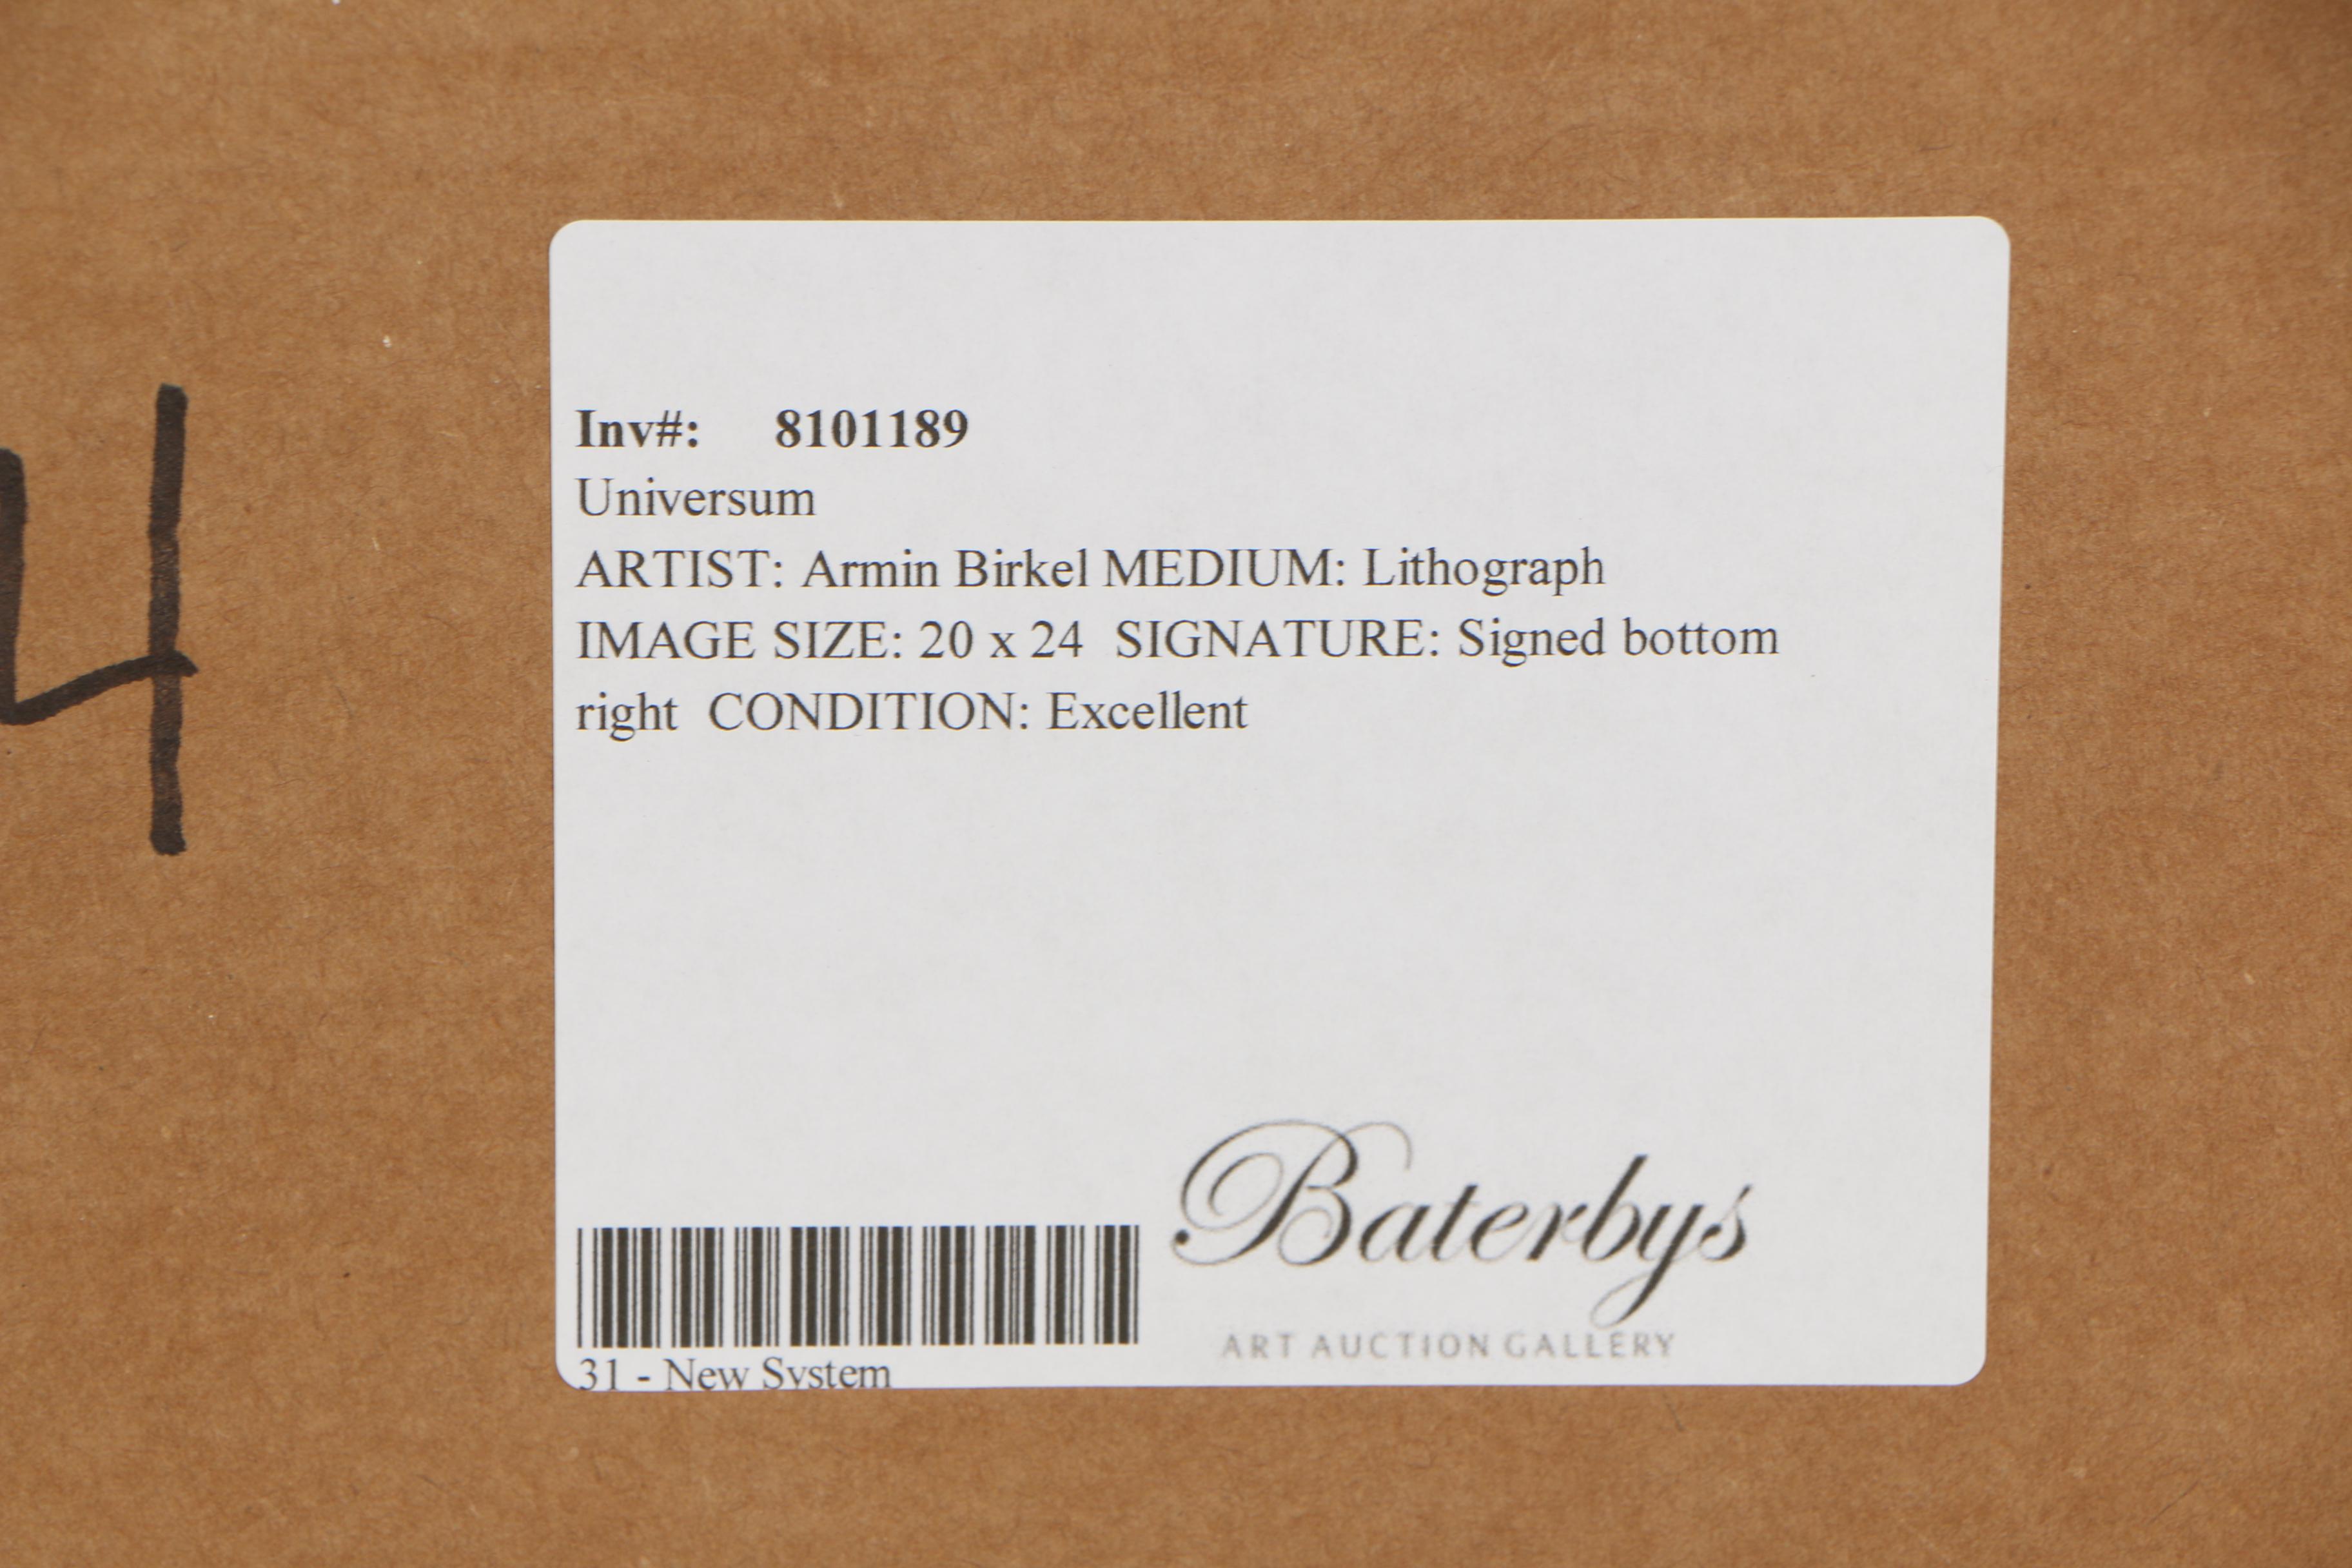 4
Inv#: 8101189
Universum
ARTIST: Armin Birkel MEDIUM: Lithograph
IMAGE SIZE: 20 x 24 SIGNATURE: Signed bottom
right CONDITION: Excellent
Baterbys
ART AUCTION GALLERY
31 - New System